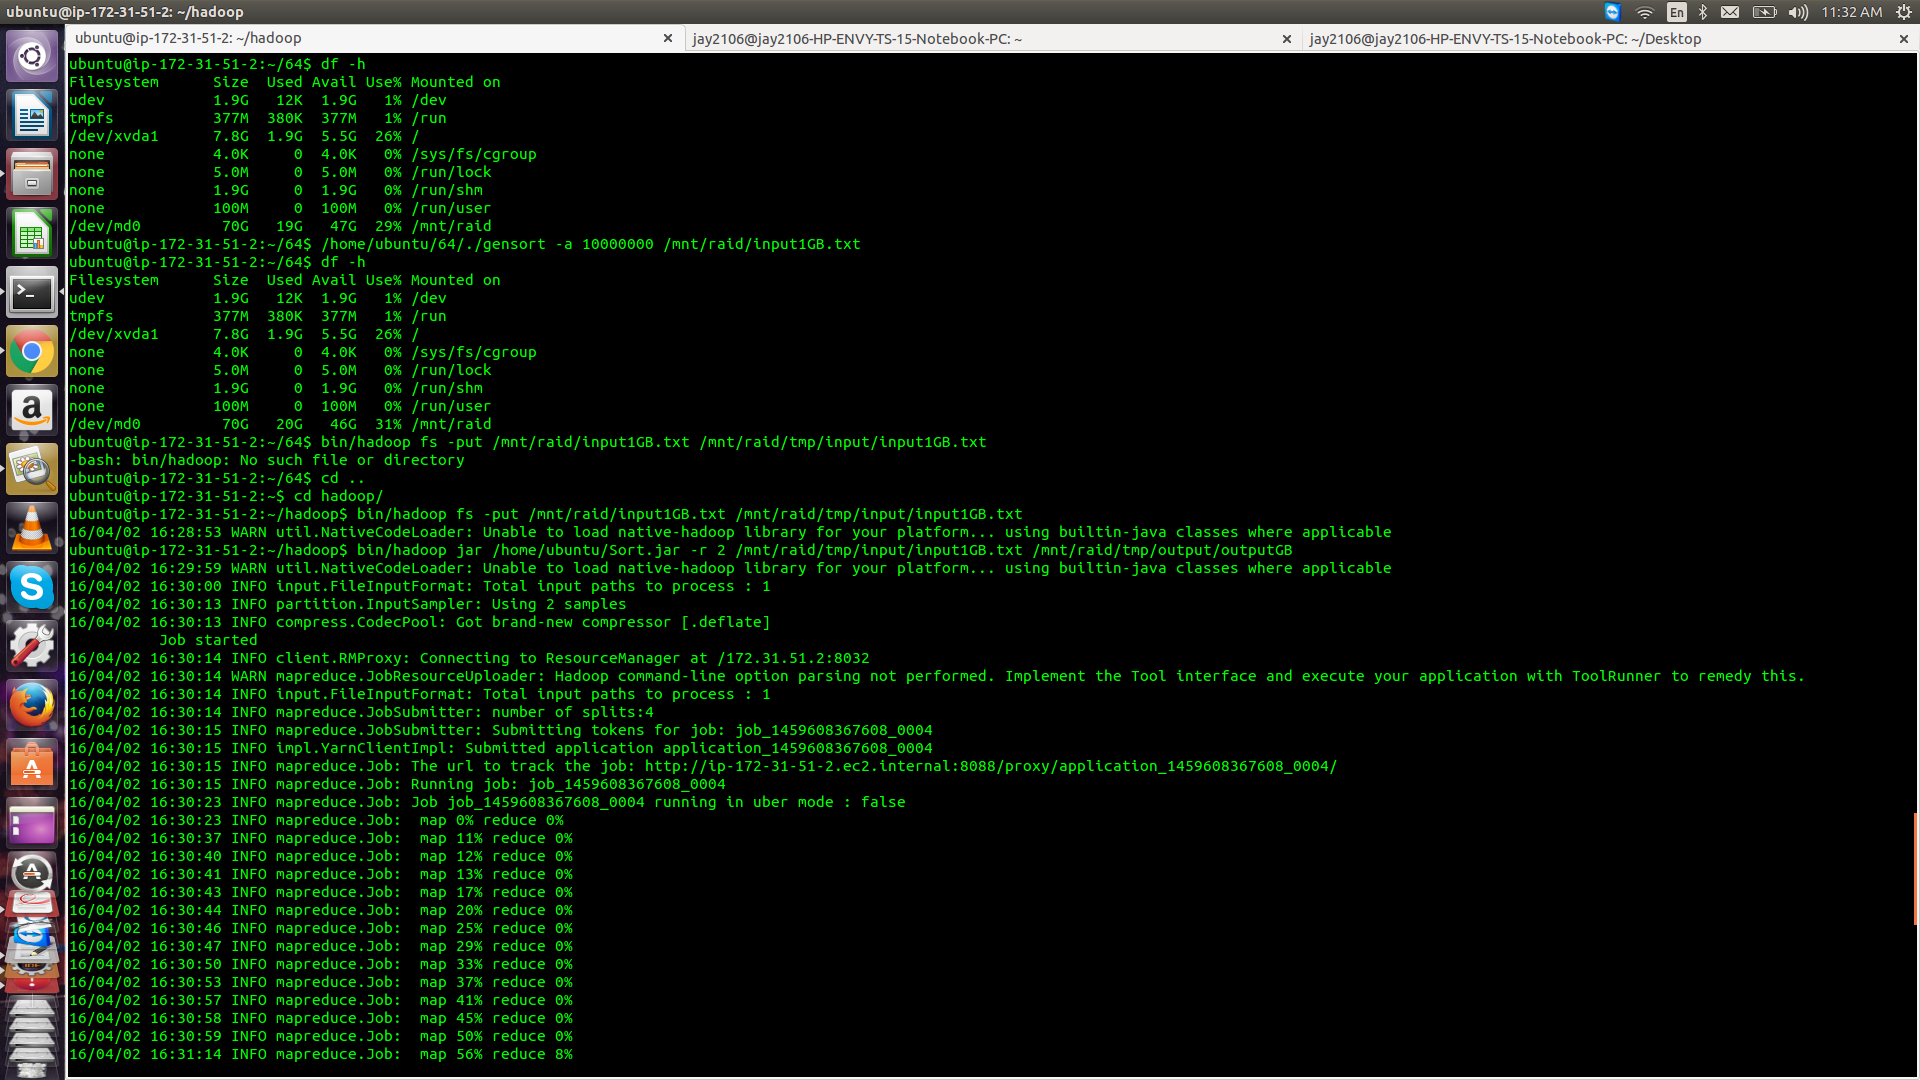 ubuntu@ip-172-31-51-2: ~/hadoop
En
11:32 AM
ubuntu@ip-172-31-51-2: ~/hadoop
jay2106@jay2106-HP-ENVY-TS-15-Notebook-PC: ~
jay2106@jay2106-HP-ENVY-TS-15-Notebook-PC: ~/Desktop
ubuntu@ip-172-31-51-2:~/64$ df -h
Filesystem      Size  Used Avail Use% Mounted on
udev            1.9G   12K  1.9G   1% /dev
tmpfs           377M  380K  377M   1% /run
/dev/xvda1      7.8G  1.9G  5.5G  26% /
none            4.0K     0  4.0K   0% /sys/fs/cgroup
none            5.0M     0  5.0M   0% /run/lock
none            1.9G     0  1.9G   0% /run/shm
none            100M     0  100M   0% /run/user
/dev/md0         70G   19G   47G  29% /mnt/raid
ubuntu@ip-172-31-51-2:~/64$ /home/ubuntu/64/./gensort -a 10000000 /mnt/raid/input1GB.txt
ubuntu@ip-172-31-51-2:~/64$ df -h
Filesystem      Size  Used Avail Use% Mounted on
udev            1.9G   12K  1.9G   1% /dev
tmpfs           377M  380K  377M   1% /run
/dev/xvda1      7.8G  1.9G  5.5G  26% /
none            4.0K     0  4.0K   0% /sys/fs/cgroup
none            5.0M     0  5.0M   0% /run/lock
none            1.9G     0  1.9G   0% /run/shm
none            100M     0  100M   0% /run/user
/dev/md0         70G   20G   46G  31% /mnt/raid
ubuntu@ip-172-31-51-2:~/64$ bin/hadoop fs -put /mnt/raid/input1GB.txt /mnt/raid/tmp/input/input1GB.txt
-bash: bin/hadoop: No such file or directory
ubuntu@ip-172-31-51-2:~/64$ cd ..
ubuntu@ip-172-31-51-2:~$ cd hadoop/
ubuntu@ip-172-31-51-2:~/hadoop$ bin/hadoop fs -put /mnt/raid/input1GB.txt /mnt/raid/tmp/input/input1GB.txt
16/04/02 16:28:53 WARN util.NativeCodeLoader: Unable to load native-hadoop library for your platform... using builtin-java classes where applicable
ubuntu@ip-172-31-51-2:~/hadoop$ bin/hadoop jar /home/ubuntu/Sort.jar -r 2 /mnt/raid/tmp/input/input1GB.txt /mnt/raid/tmp/output/outputGB
16/04/02 16:29:59 WARN util.NativeCodeLoader: Unable to load native-hadoop library for your platform... using builtin-java classes where applicable
16/04/02 16:30:00 INFO input.FileInputFormat: Total input paths to process : 1
16/04/02 16:30:13 INFO partition.InputSampler: Using 2 samples
16/04/02 16:30:13 INFO compress.CodecPool: Got brand-new compressor [.deflate]
Job started
16/04/02 16:30:14 INFO client.RMProxy: Connecting to ResourceManager at /172.31.51.2:8032
16/04/02 16:30:14 WARN mapreduce.JobResourceUploader: Hadoop command-line option parsing not performed. Implement the Tool interface and execute your application with ToolRunner to remedy this.
16/04/02 16:30:14 INFO input.FileInputFormat: Total input paths to process : 1
16/04/02 16:30:14 INFO mapreduce.JobSubmitter: number of splits:4
16/04/02 16:30:15 INFO mapreduce.JobSubmitter: Submitting tokens for job: job_1459608367608_0004
16/04/02 16:30:15 INFO impl.YarnClientImpl: Submitted application application_1459608367608_0004
16/04/02 16:30:15 INFO mapreduce.Job: The url to track the job: http://ip-172-31-51-2.ec2.internal:8088/proxy/application_1459608367608_0004/
16/04/02 16:30:15 INFO mapreduce.Job: Running job: job_1459608367608_0004
16/04/02 16:30:23 INFO mapreduce.Job: Job job_1459608367608_0004 running in uber mode : false
16/04/02 16:30:23 INFO mapreduce.Job:  map 0% reduce 0%
16/04/02 16:30:37 INFO mapreduce.Job:  map 11% reduce 0%
16/04/02 16:30:40 INFO mapreduce.Job:  map 12% reduce 0%
16/04/02 16:30:41 INFO mapreduce.Job:  map 13% reduce 0%
16/04/02 16:30:43 INFO mapreduce.Job:  map 17% reduce 0%
16/04/02 16:30:44 INFO mapreduce.Job:  map 20% reduce 0%
16/04/02 16:30:46 INFO mapreduce.Job:  map 25% reduce 0%
16/04/02 16:30:47 INFO mapreduce.Job:  map 29% reduce 0%
16/04/02 16:30:50 INFO mapreduce.Job:  map 33% reduce 0%
16/04/02 16:30:53 INFO mapreduce.Job:  map 37% reduce 0%
16/04/02 16:30:57 INFO mapreduce.Job:  map 41% reduce 0%
16/04/02 16:30:58 INFO mapreduce.Job:  map 45% reduce 0%
16/04/02 16:30:59 INFO mapreduce.Job:  map 50% reduce 0%
16/04/02 16:31:14 INFO mapreduce.Job:  map 56% reduce 8%